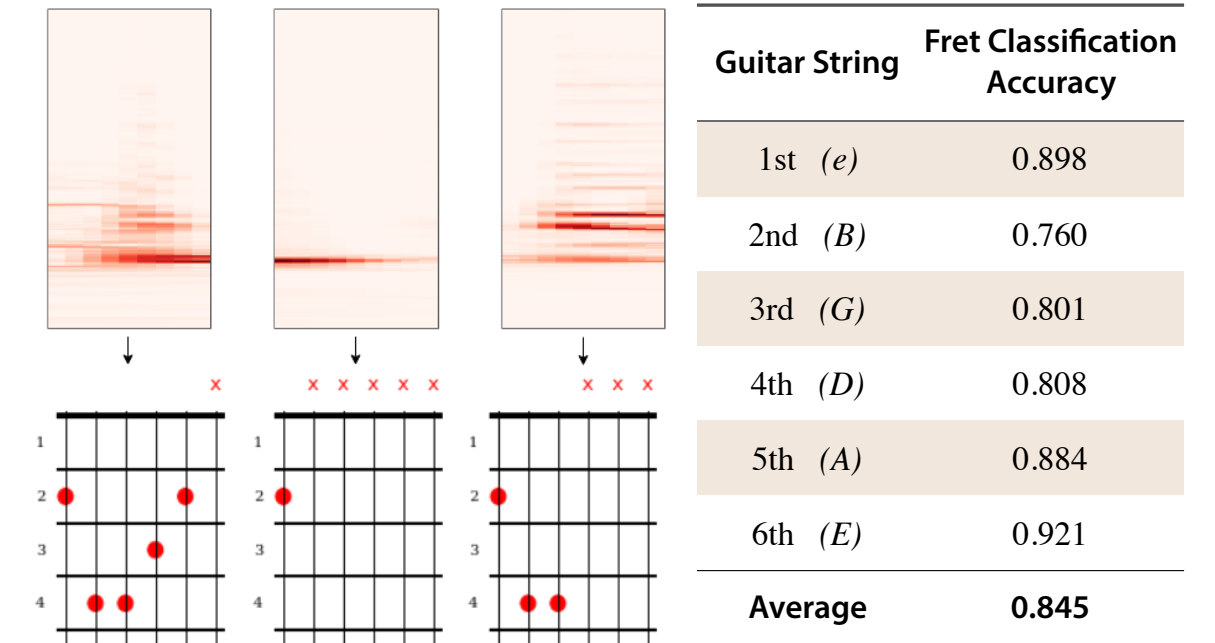 x x x x x x x x x
1 1 1
2 2 2
3 3 3
4 4 4
Guitar String Fret Classification
Accuracy
1st (e) 0.898
2nd (B) 0.760
3rd (G) 0.801
4th (D) 0.808
5th (A) 0.884
6th (E) 0.921
Average 0.845